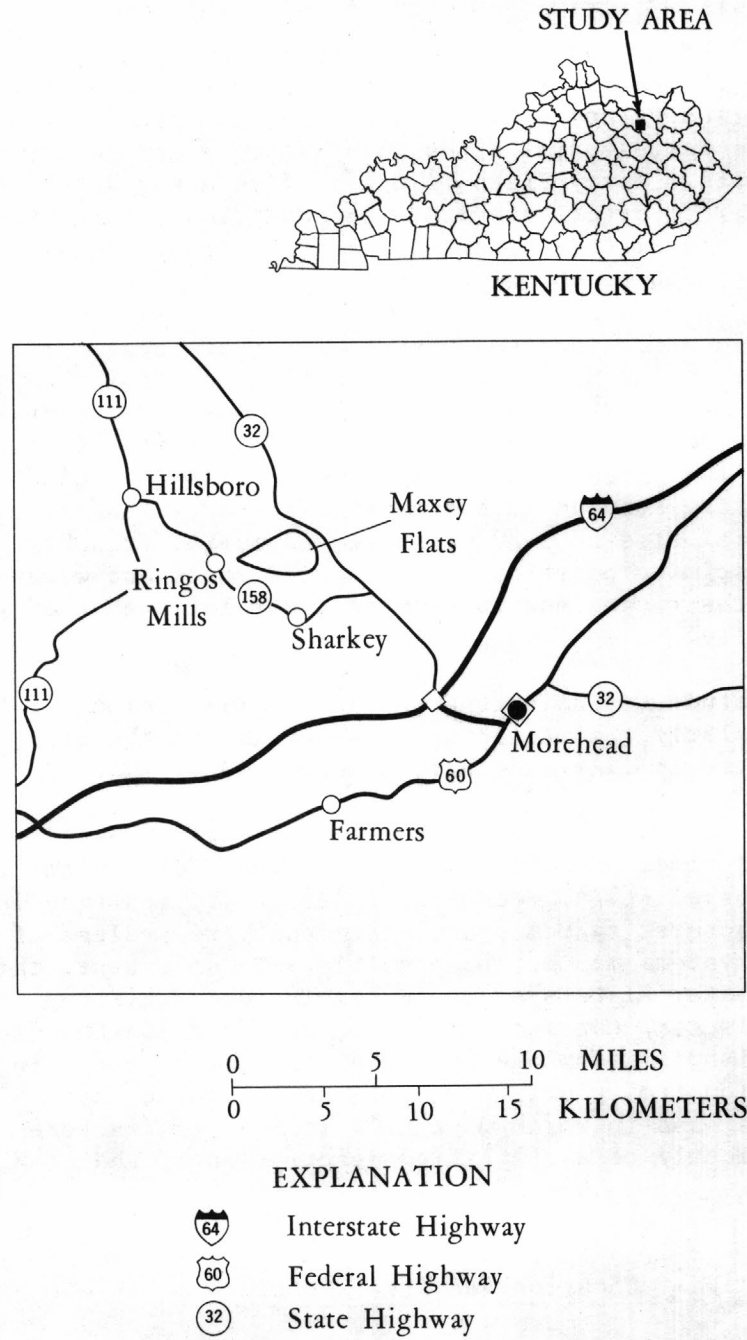 STUDY AREA
KENTUCKY
111
32
Hillsboro
Maxey
Flats
64
Ringos
Mills
158
Sharkey
111
32
Morehead
60
Farmers
0 5 10 MILES
0 5 10 15 KILOMETERS
EXPLANATION
64 Interstate Highway
60 Federal Highway
32 State Highway